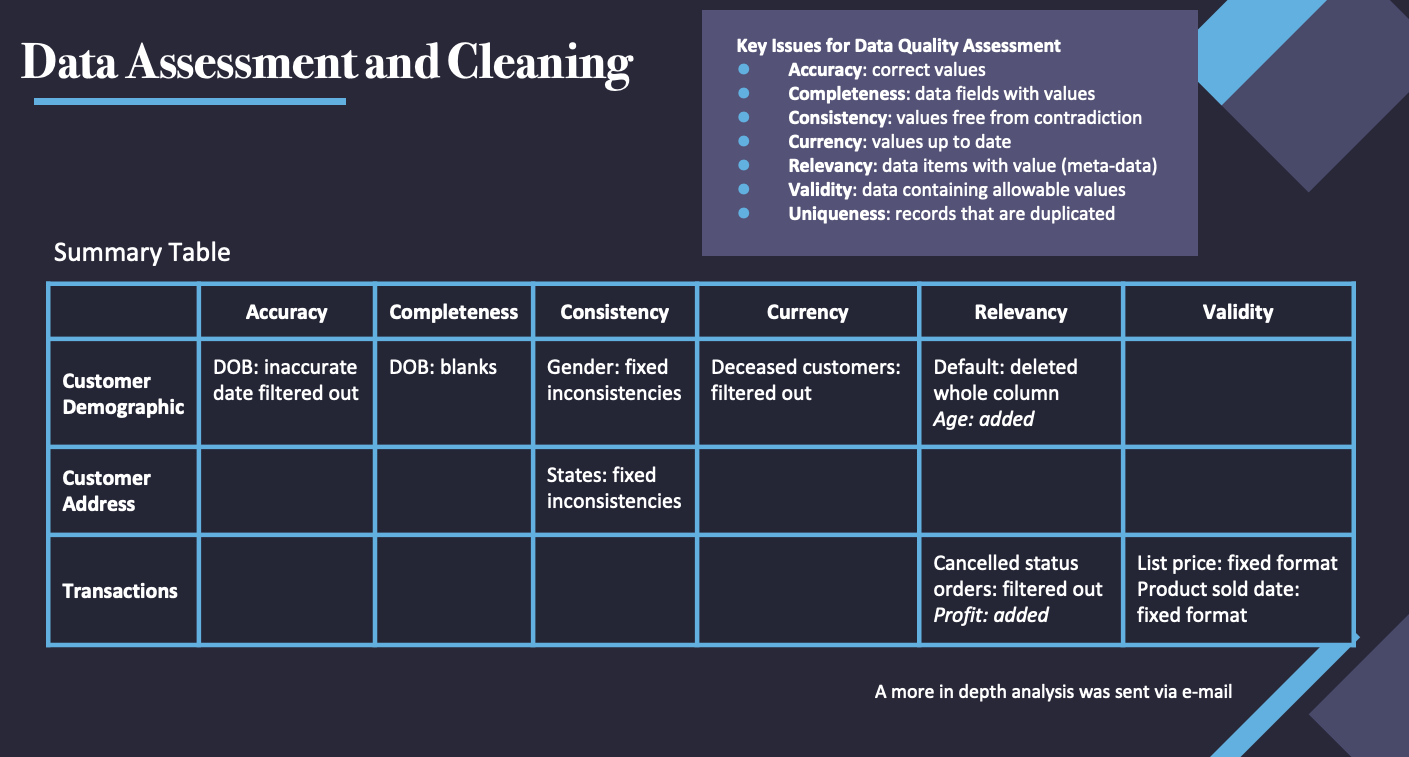 Data Assessment and Cleaning
Key Issues for Data Quality Assessment
Accuracy: correct values
Completeness: data fields with values
Consistency: values free from contradiction
Currency: values up to date
Relevancy: data items with value (meta-data)
Validity: data containing allowable values
Uniqueness: records that are duplicated
Summary Table
Accuracy Completeness Consistency Currency Relevancy Validity
Customer
Demographic
DOB: inaccurate
date filtered out
DOB: blanks
Gender: fixed
inconsistencies
Deceased customers:
filtered out
Default: deleted
whole column
Age: added
Customer
Address
States: fixed
inconsistencies
Transactions
Cancelled status
orders: filtered out
Profit: added
List price: fixed format
Product sold date:
fixed format
A more in depth analysis was sent via e-mail